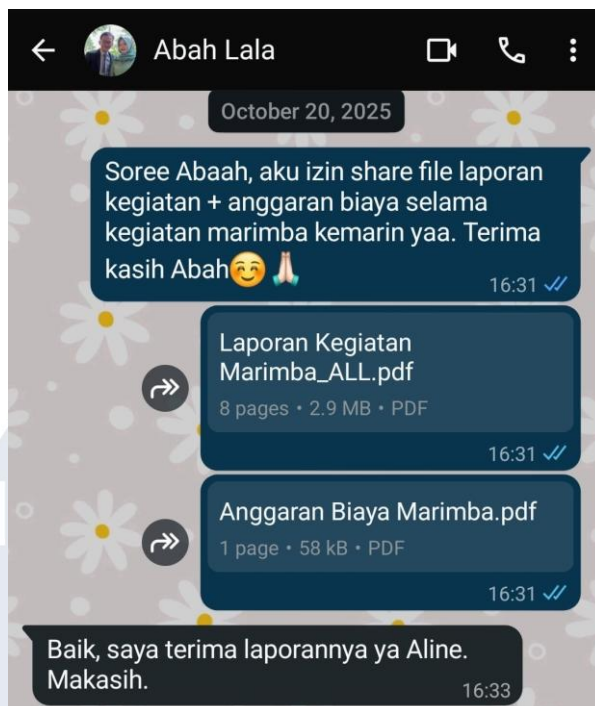 Abah Lala
October 20, 2025
Soree Abaah, aku izin share file laporan
kegiatan + anggaran biaya selama
kegiatan marimba kemarin yaa. Terima
kasih Abah☺️🙏🏻
16:31
Laporan Kegiatan
Marimba_ALL.pdf
8 pages • 2.9 MB • PDF
16:31
Anggaran Biaya Marimba.pdf
1 page • 58 kB • PDF
16:31
Baik, saya terima laporannya ya Aline.
Makasih.
16:33